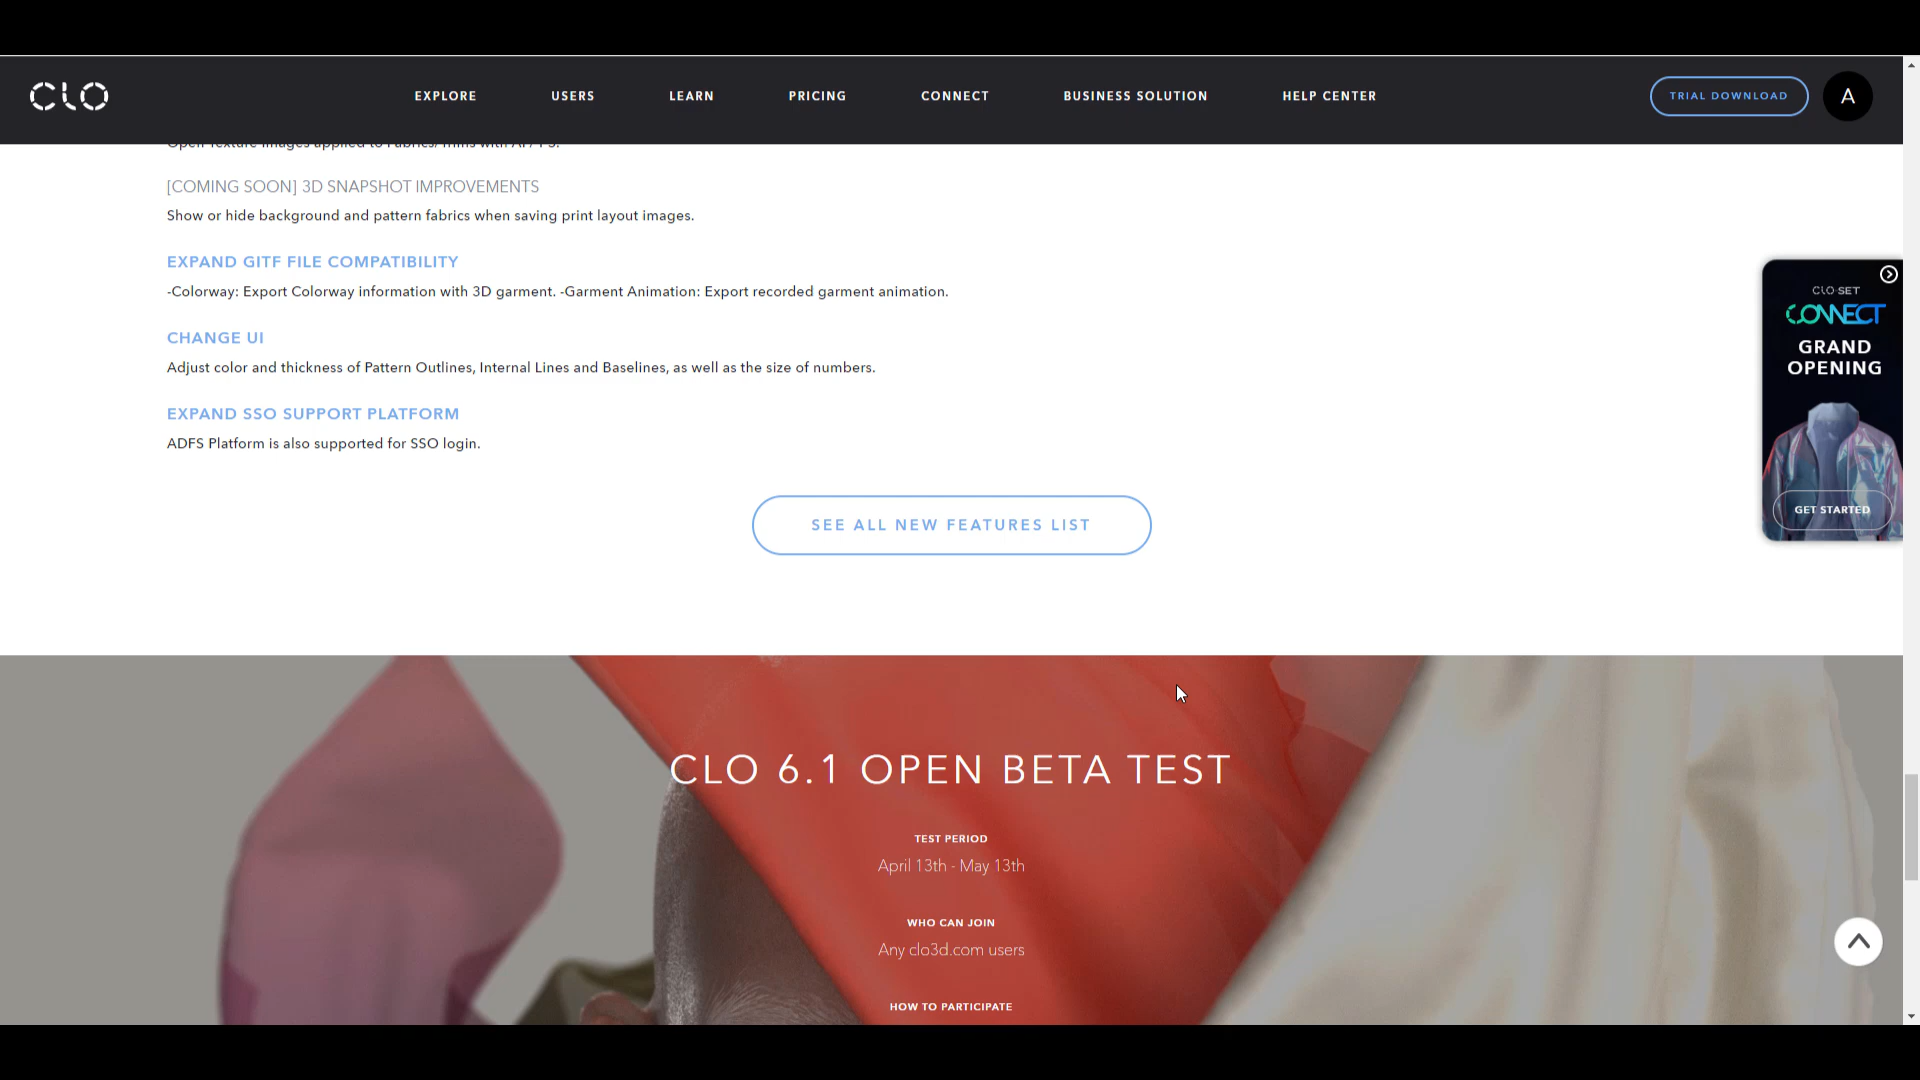 CLO
EXPLORE
USERS
LEARN
PRICING
CONNECT
BUSINESS SOLUTION
HELP CENTER
TRIAL DOWNLOAD
A
[COMING SOON] 3D SNAPSHOT IMPROVEMENTS
Show or hide background and pattern fabrics when saving print layout images.
EXPAND GITF FILE COMPATIBILITY
-Colorway: Export Colorway information with 3D garment. -Garment Animation: Export recorded garment animation.
CHANGE UI
Adjust color and thickness of Pattern Outlines, Internal Lines and Baselines, as well as the size of numbers.
EXPAND SSO SUPPORT PLATFORM
ADFS Platform is also supported for SSO login.
SEE ALL NEW FEATURES LIST
CLO-SET
CONNECT
GRAND
OPENING
GET STARTED
CLO 6.1 OPEN BETA TEST
TEST PERIOD
April 13th - May 13th
WHO CAN JOIN
Any clo3d.com users
HOW TO PARTICIPATE